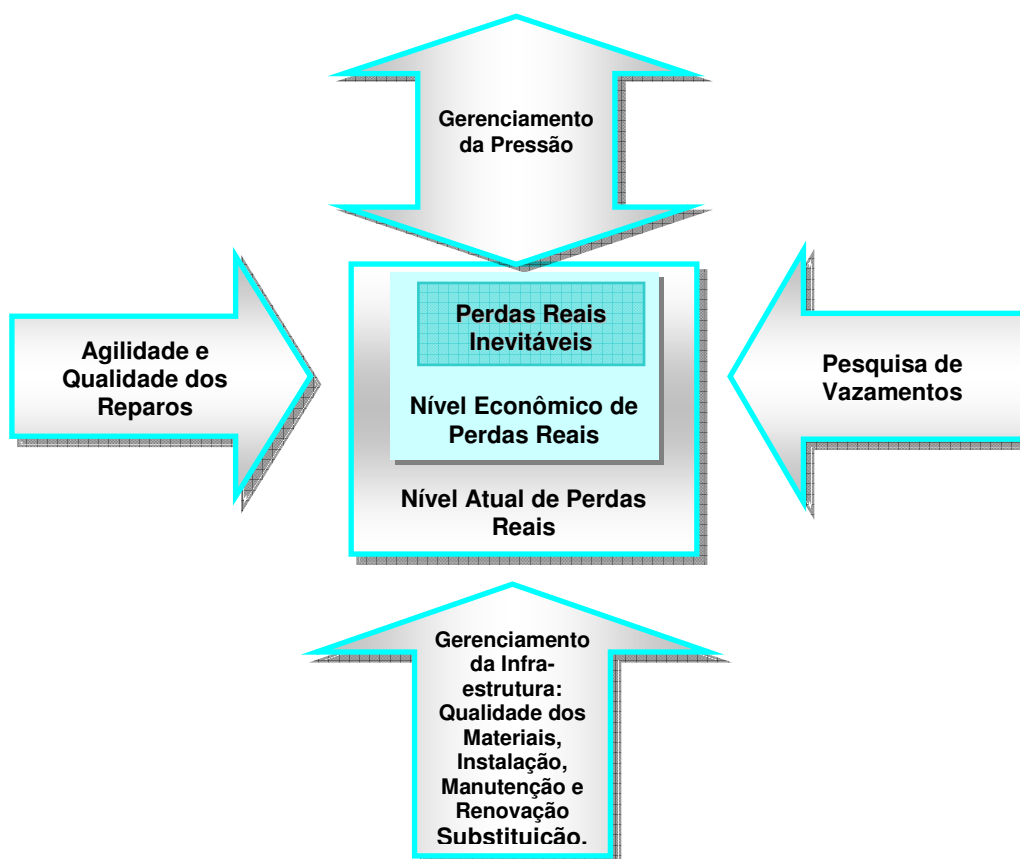 Gerenciamento
da Pressão
Perdas Reais
Inevitáveis
Agilidade e
Qualidade dos
Reparos
Pesquisa de
Vazamentos
Nível Econômico de
Perdas Reais
Nível Atual de Perdas
Reais
Gerenciamento
da Infra-
estrutura:
Qualidade dos
Materiais,
Instalação,
Manutenção e
Renovação
Substituição.